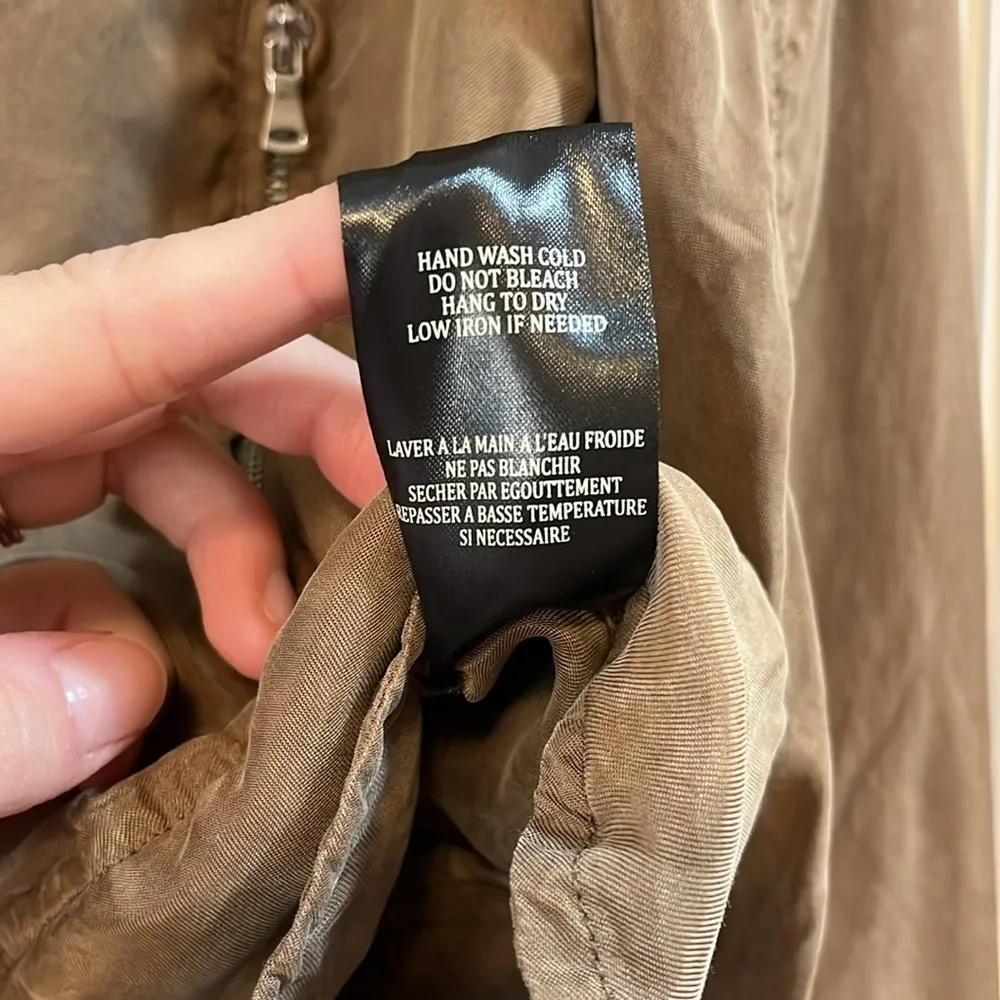 HAND WASH COLD
DO NOT BLEACH
HANG TO DRY
LOW IRON IF NEEDED
LAVER A LA MAIN A L'EAU FROIDE
NE PAS BLANCHIR
SECHER PAR EGOUTTEMENT
REPASSER A BASSE TEMPERATURE
SI NECESSAIRE